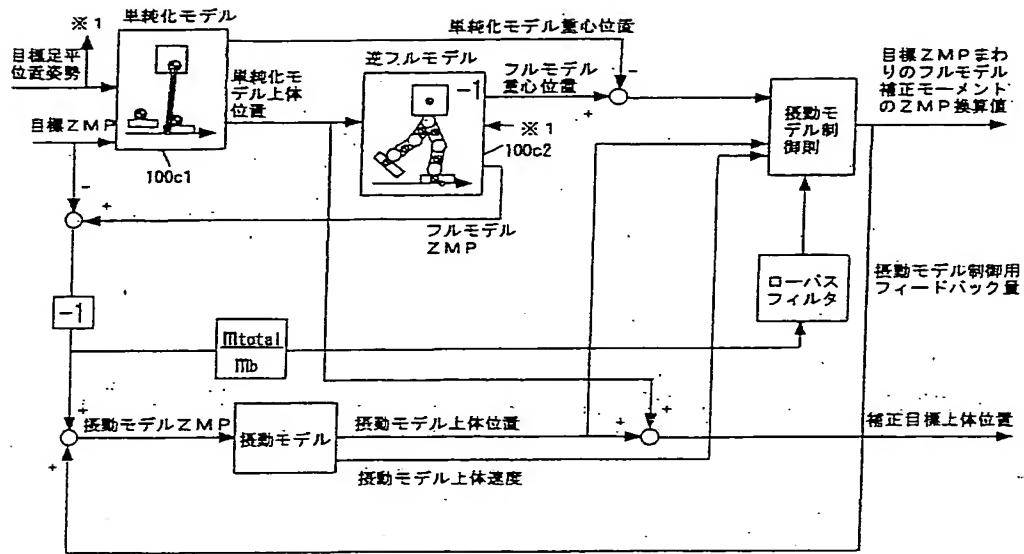 単純化モデル
※1
目標足平
位置姿勢
単純化モデル重心位置
逆フルモデル
単純化モ
デル上体
位置
フルモデル
重心位置
-1
-
+
目標ZMPまわ
りのフルモデル
補正モーメント
のZMP換算値
目標ZMP
※1
摂動モ
デル制
御則
100c1
100c2
-
+
フルモデル
ZMP
ローパス
フィルタ
摂動モデル制御用
フィードバック量
-1
mtotal
mb
+
摂動モデルZMP
摂動モデル
摂動モデル上体位置
+
+
補正目標上体位置
+
摂動モデル上体速度